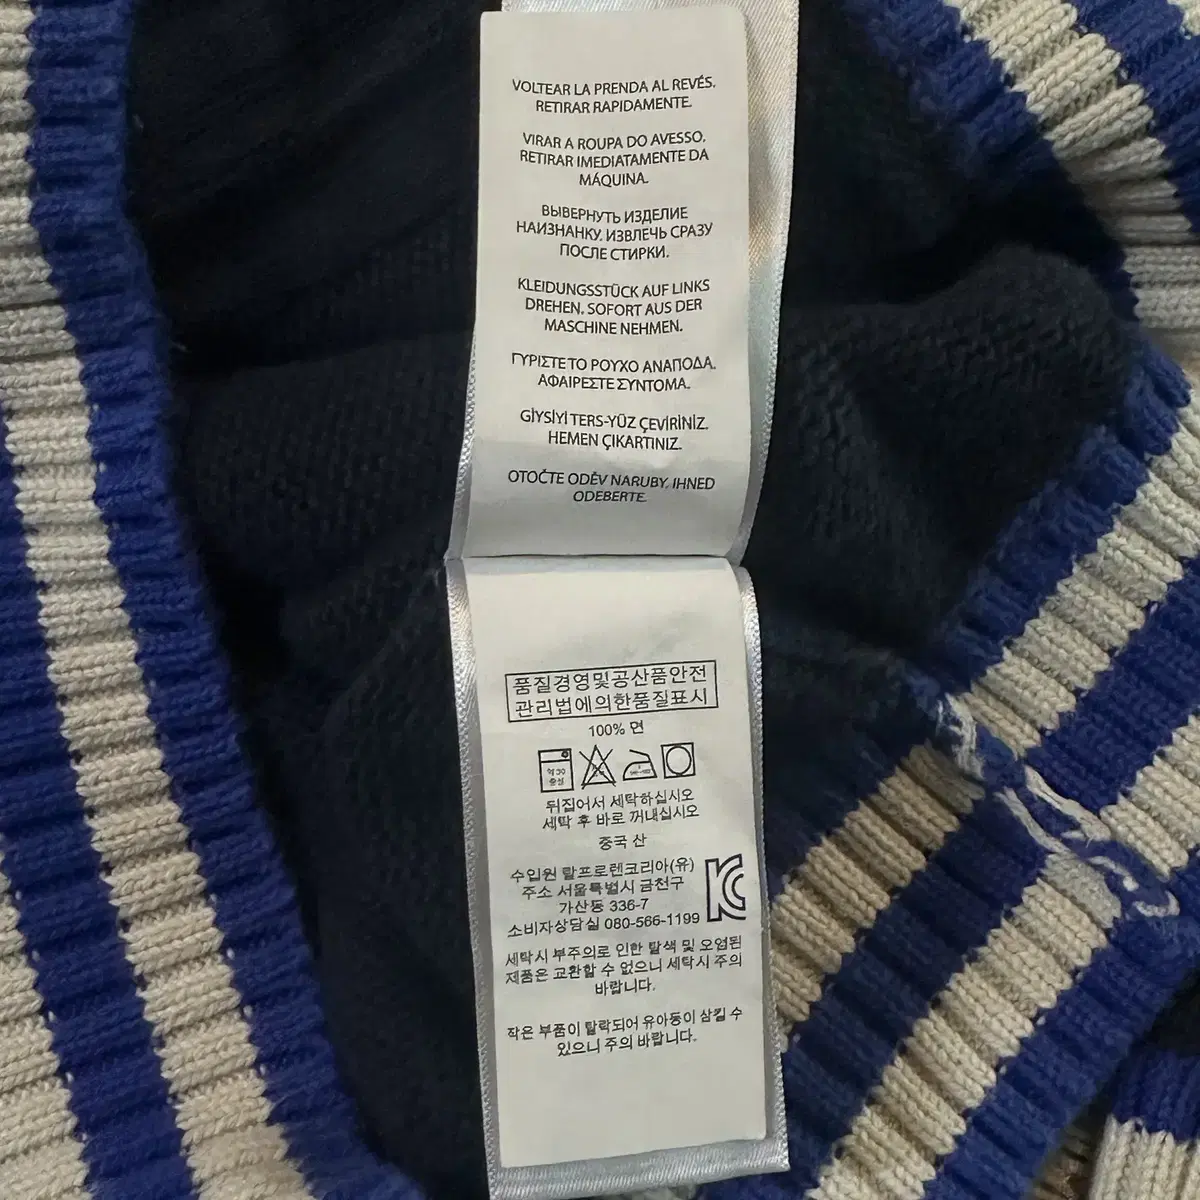 VOLTEAR LA PRENDA AL REVÉS.
RETIRAR RAPIDAMENTE.
VIRAR A ROUPA DO AVESSO.
RETIRAR IMEDIATAMENTE DA
MÁQUINA.
ВЫВЕРНУТЬ ИЗДЕЛИЕ
НАИЗНАНКУ. ИЗВЛЕЧЬ СРАЗУ
ПОСЛЕ СТИРКИ.
KLEIDUNGSSTÜCK AUF LINKS
DREHEN. SOFORT AUS DER
MASCHINE NEHMEN.
ΓΥΡΙΣΤΕ ΤΟ ΡΟΥΧΟ ΑΝΑΠΟΔΑ.
ΑΦΑΙΡΕΣΤΕ ΣΥΝΤΟΜΑ.
GİYSİYİ TERS-YÜZ ÇEVİRİNİZ.
HEMEN ÇIKARTINIZ.
OTOČTE ODĚV NARUBY, IHNED
ODEBERTE.
품질경영및공산품안전
관리법에의한품질표시
100% 면
약 30
중성
뒤집어서 세탁하십시오
세탁 후 바로 꺼내십시오
중국 산
수입원 랄프로렌코리아(유)
주소 서울특별시 금천구
가산동 336-7
소비자상담실 080-566-1199
세탁시 부주의로 인한 탈색 및 오염된
제품은 교환할 수 없으니 세탁시 주의
바랍니다.
작은 부품이 탈락되어 유아동이 삼킬 수
있으니 주의 바랍니다.